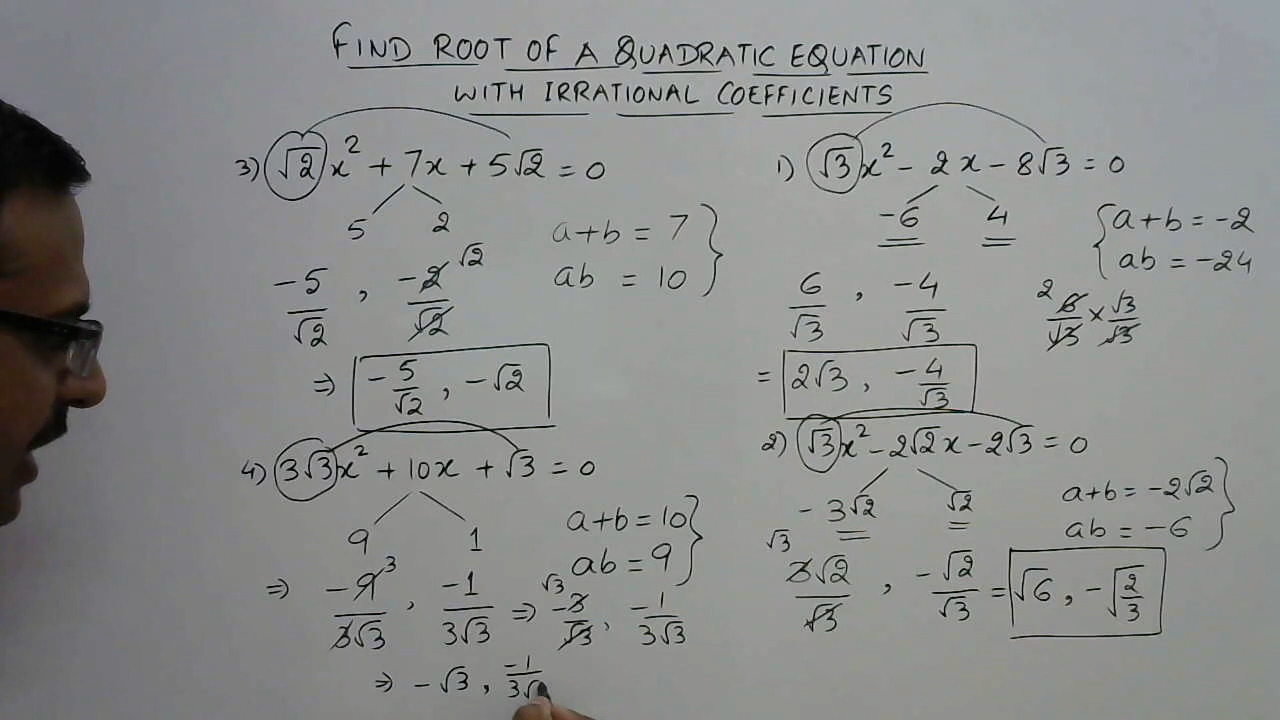 FIND ROOT OF A QUADRATIC EQUATION
WITH IRRATIONAL COEFFICIENTS
1) √3x² - 2x - 8√3 = 0
-6 4
a+b = -2
ab = -24
6/√3 , -4/√3
2 6/√3 × √3/√3
= 2√3 , -4/√3
2) √3x² - 2√2x - 2√3 = 0
-3√2 √2
a+b = -2√2
ab = -6
√3 3√2/√3 , -√2/√3 = √6 , -√(2/3)
3) √2x² + 7x + 5√2 = 0
5 2
a+b = 7
ab = 10
-5/√2 , -2/√2 √2
⇒ -5/√2 , -√2
4) 3√3x² + 10x + √3 = 0
9 1
a+b = 10
ab = 9
⇒ -9/3√3 3 , -1/3√3 ⇒ √3 -3/√3 , -1/3√3
⇒ -√3 , -1/3√